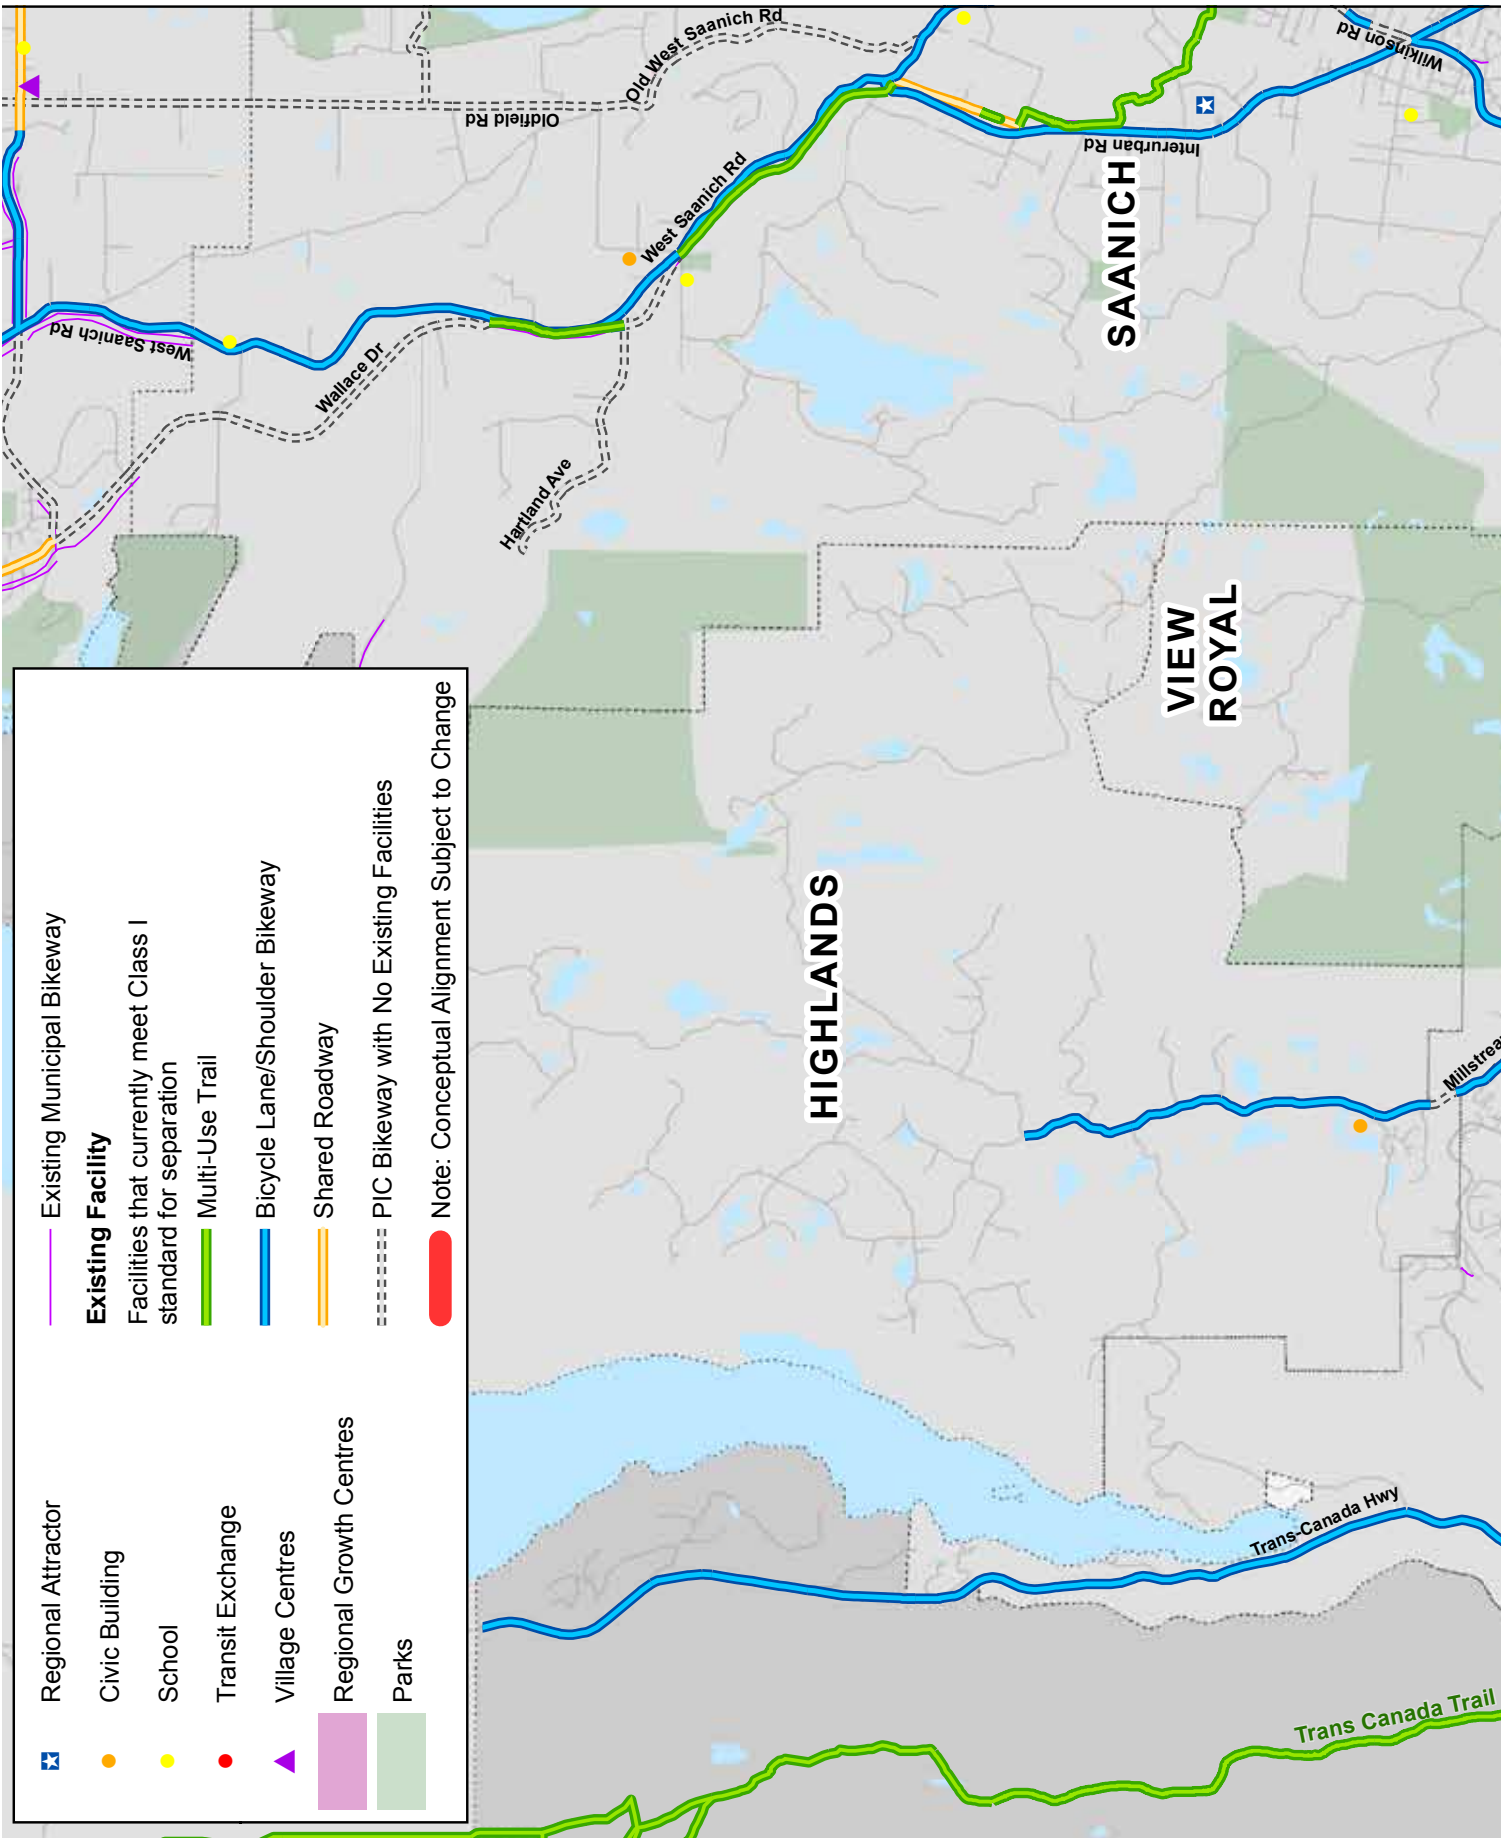 Regional Attractor
Civic Building
School
Transit Exchange
Village Centres
Regional Growth Centres
Parks
Existing Municipal Bikeway
Existing Facility
Facilities that currently meet Class I
standard for separation
Multi-Use Trail
Bicycle Lane/Shoulder Bikeway
Shared Roadway
PIC Bikeway with No Existing Facilities
Note: Conceptual Alignment Subject to Change
West Saanich Rd
Wallace Dr
Hartland Ave
Oldfield Rd
Old West Saanich Rd
West Saanich Rd
Interurban Rd
Wilkinson Rd
SAANICH
VIEW
ROYAL
HIGHLANDS
Trans-Canada Hwy
Trans Canada Trail